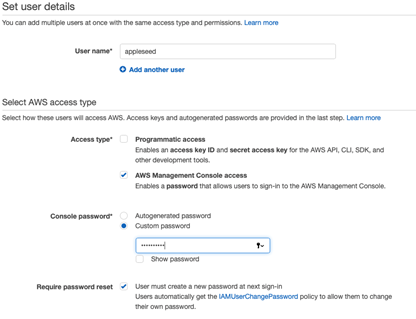 Set user details
You can add multiple users at once with the same access type and permissions. Learn more
User name* appleseed
Add another user
Select AWS access type
Select how these users will access AWS. Access keys and autogenerated passwords are provided in the last step. Learn more
Access type* Programmatic access
Enables an access key ID and secret access key for the AWS API, CLI, SDK, and
other development tools.
AWS Management Console access
Enables a password that allows users to sign-in to the AWS Management Console.
Console password* Autogenerated password
Custom password
••••••••••
Show password
Require password reset User must create a new password at next sign-in
Users automatically get the IAMUserChangePassword policy to allow them to change
their own password.